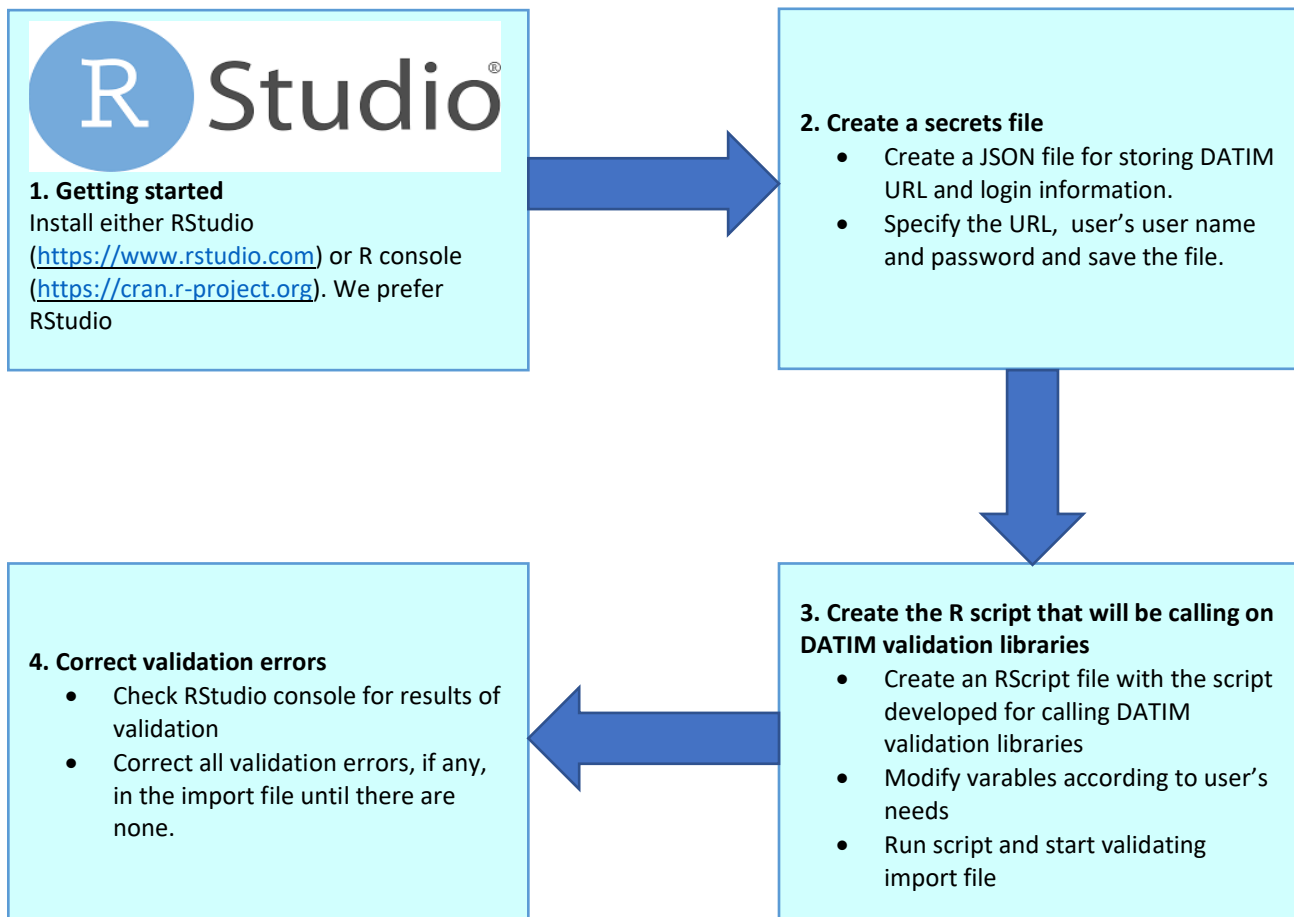 R Studio®
1. Getting started
Install either RStudio
(https://www.rstudio.com) or R console
(https://cran.r-project.org). We prefer
RStudio
2. Create a secrets file
• Create a JSON file for storing DATIM
URL and login information.
• Specify the URL,  user's user name
and password and save the file.
3. Create the R script that will be calling on
DATIM validation libraries
• Create an RScript file with the script
developed for calling DATIM
validation libraries
• Modify varables according to user's
needs
• Run script and start validating
import file
4. Correct validation errors
• Check RStudio console for results of
validation
• Correct all validation errors, if any,
in the import file until there are
none.